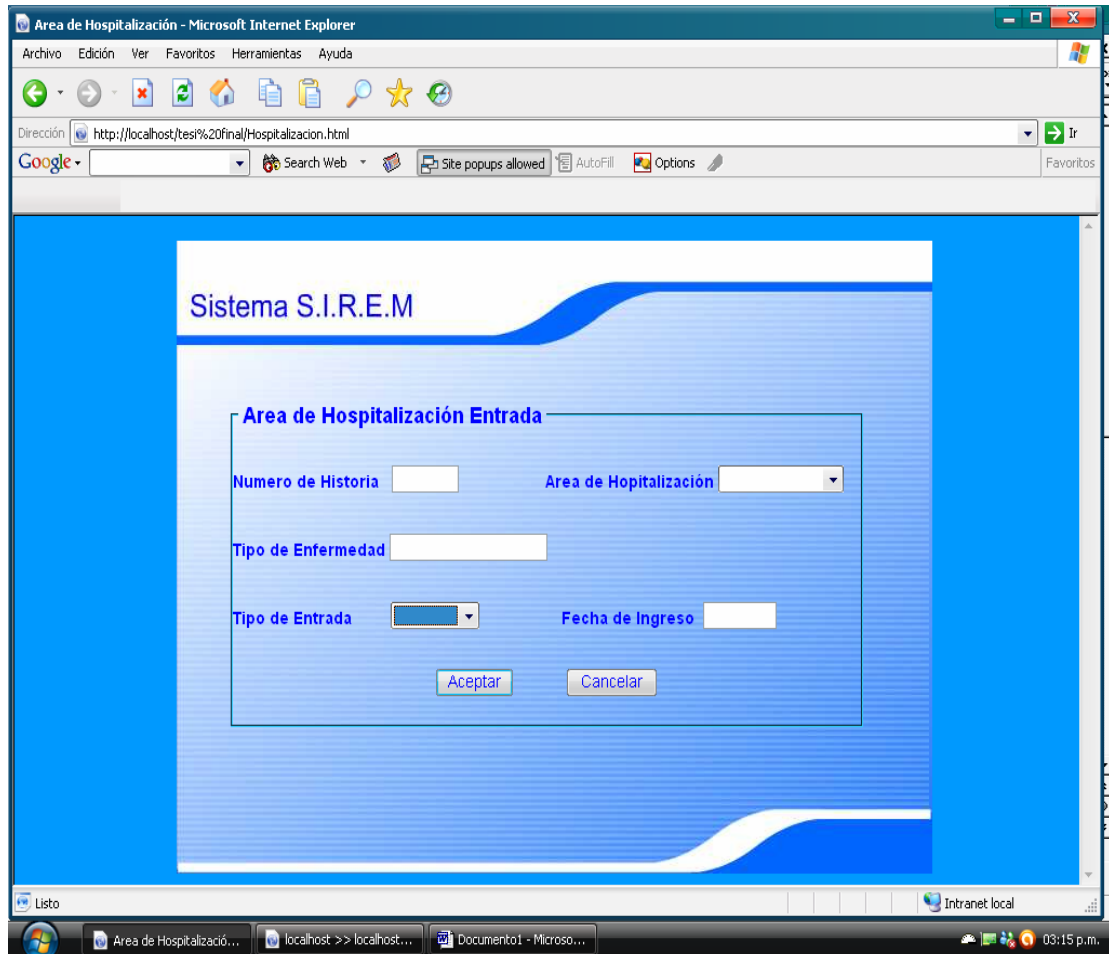 Area de Hospitalización - Microsoft Internet Explorer
Archivo Edición Ver Favoritos Herramientas Ayuda
Dirección http://localhost/tesi%20final/Hospitalizacion.html Ir
Google Search Web Site popups allowed AutoFill Options Favoritos
Sistema S.I.R.E.M
Area de Hospitalización Entrada
Numero de Historia Area de Hopitalización
Tipo de Enfermedad
Tipo de Entrada Fecha de Ingreso
Aceptar Cancelar
Listo Intranet local
Area de Hospitalizació... localhost >> localhost... Documento1 - Microso... 03:15 p.m.